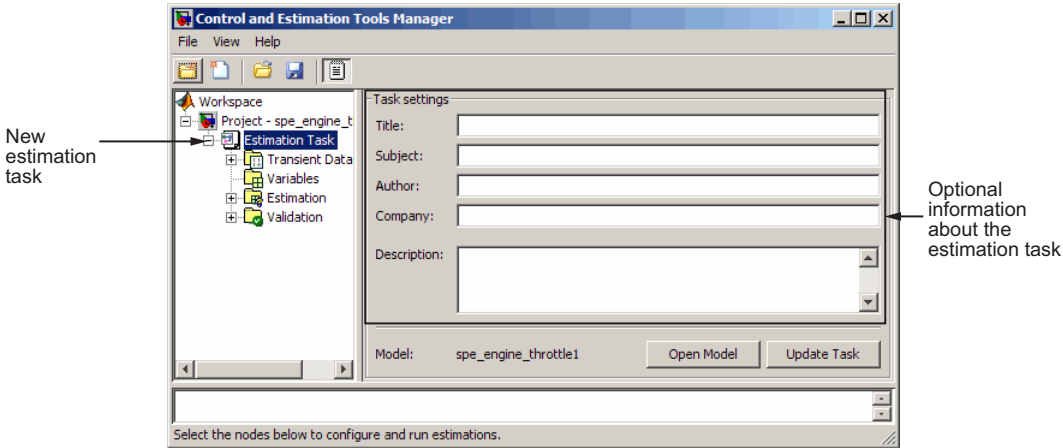 Control and Estimation Tools Manager
File View Help
Workspace
Project - spe_engine_t
Estimation Task
Transient Data
Variables
Estimation
Validation
Task settings
Title:
Subject:
Author:
Company:
Description:
Model: spe_engine_throttle1
Open Model
Update Task
Select the nodes below to configure and run estimations.
New
estimation
task
Optional
information
about the
estimation task